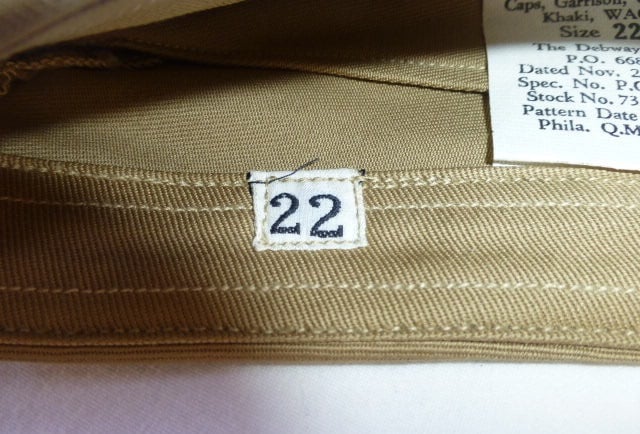 Caps, Garrison,
Khaki, WAC
Size 22
The Debway
P.O. 668
Dated Nov. 2
Spec. No. P.Q
Stock No. 73
Pattern Date
Phila. Q.M
22